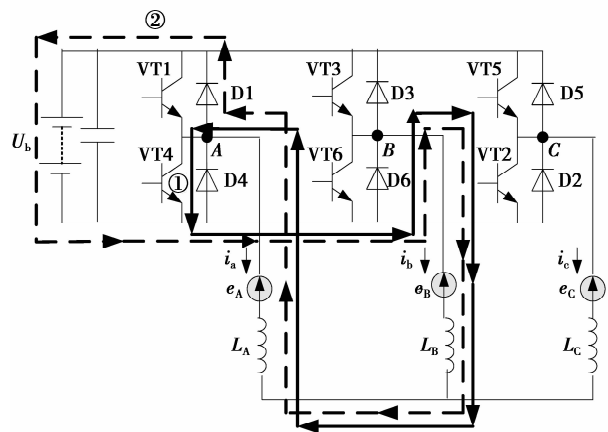 ②
VT1 D1 VT3 D3 VT5 D5
U_b
A B C
VT4 ① D4 VT6 D6 VT2 D2
i_a i_b i_c
e_A e_B e_C
L_A L_B L_C